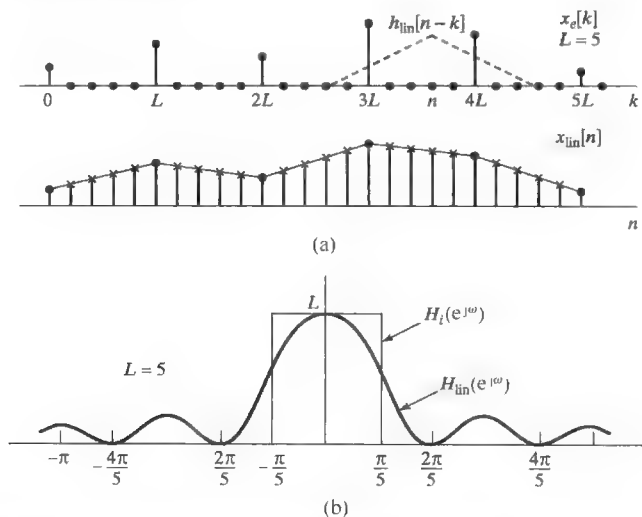 h_lin[n − k]
x_e[k]
L = 5
0 L 2L 3L n 4L 5L k
x_lin[n]
n
(a)
L
H_i(e^jω)
L = 5
H_lin(e^jω)
−π −4π/5 2π/5 −π/5 π/5 2π/5 4π/5
(b)